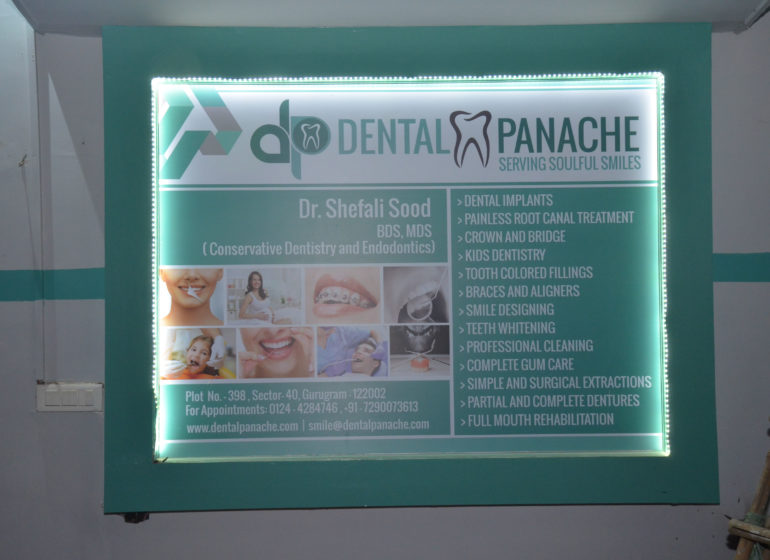 dp DENTAL PANACHE
SERVING SOULFUL SMILES
Dr. Shefali Sood
BDS, MDS
( Conservative Dentistry and Endodontics)
Plot No. - 398, Sector- 40, Gurugram - 122002
For Appointments: 0124 - 4284746, +91 - 7290073613
www.dentalpanache.com | smile@dentalpanache.com
> DENTAL IMPLANTS
> PAINLESS ROOT CANAL TREATMENT
> CROWN AND BRIDGE
> KIDS DENTISTRY
> TOOTH COLORED FILLINGS
> BRACES AND ALIGNERS
> SMILE DESIGNING
> TEETH WHITENING
> PROFESSIONAL CLEANING
> COMPLETE GUM CARE
> SIMPLE AND SURGICAL EXTRACTIONS
> PARTIAL AND COMPLETE DENTURES
> FULL MOUTH REHABILITATION